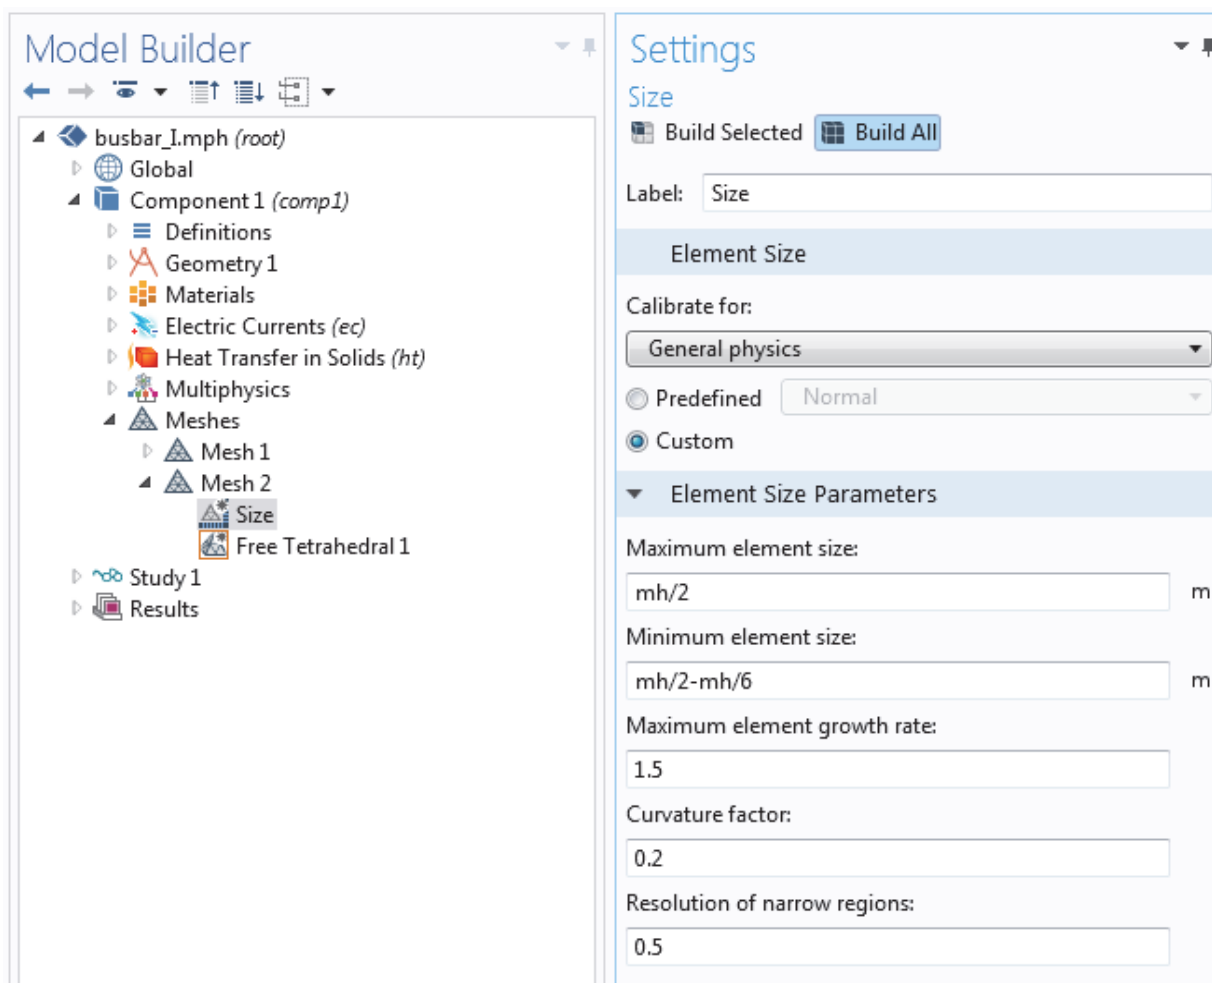 Model Builder
busbar_I.mph (root)
Global
Component 1 (comp1)
Definitions
Geometry 1
Materials
Electric Currents (ec)
Heat Transfer in Solids (ht)
Multiphysics
Meshes
Mesh 1
Mesh 2
Size
Free Tetrahedral 1
Study 1
Results
Settings
Size
Build Selected Build All
Label: Size
Element Size
Calibrate for:
General physics
Predefined Normal
Custom
Element Size Parameters
Maximum element size:
mh/2 m
Minimum element size:
mh/2-mh/6 m
Maximum element growth rate:
1.5
Curvature factor:
0.2
Resolution of narrow regions:
0.5